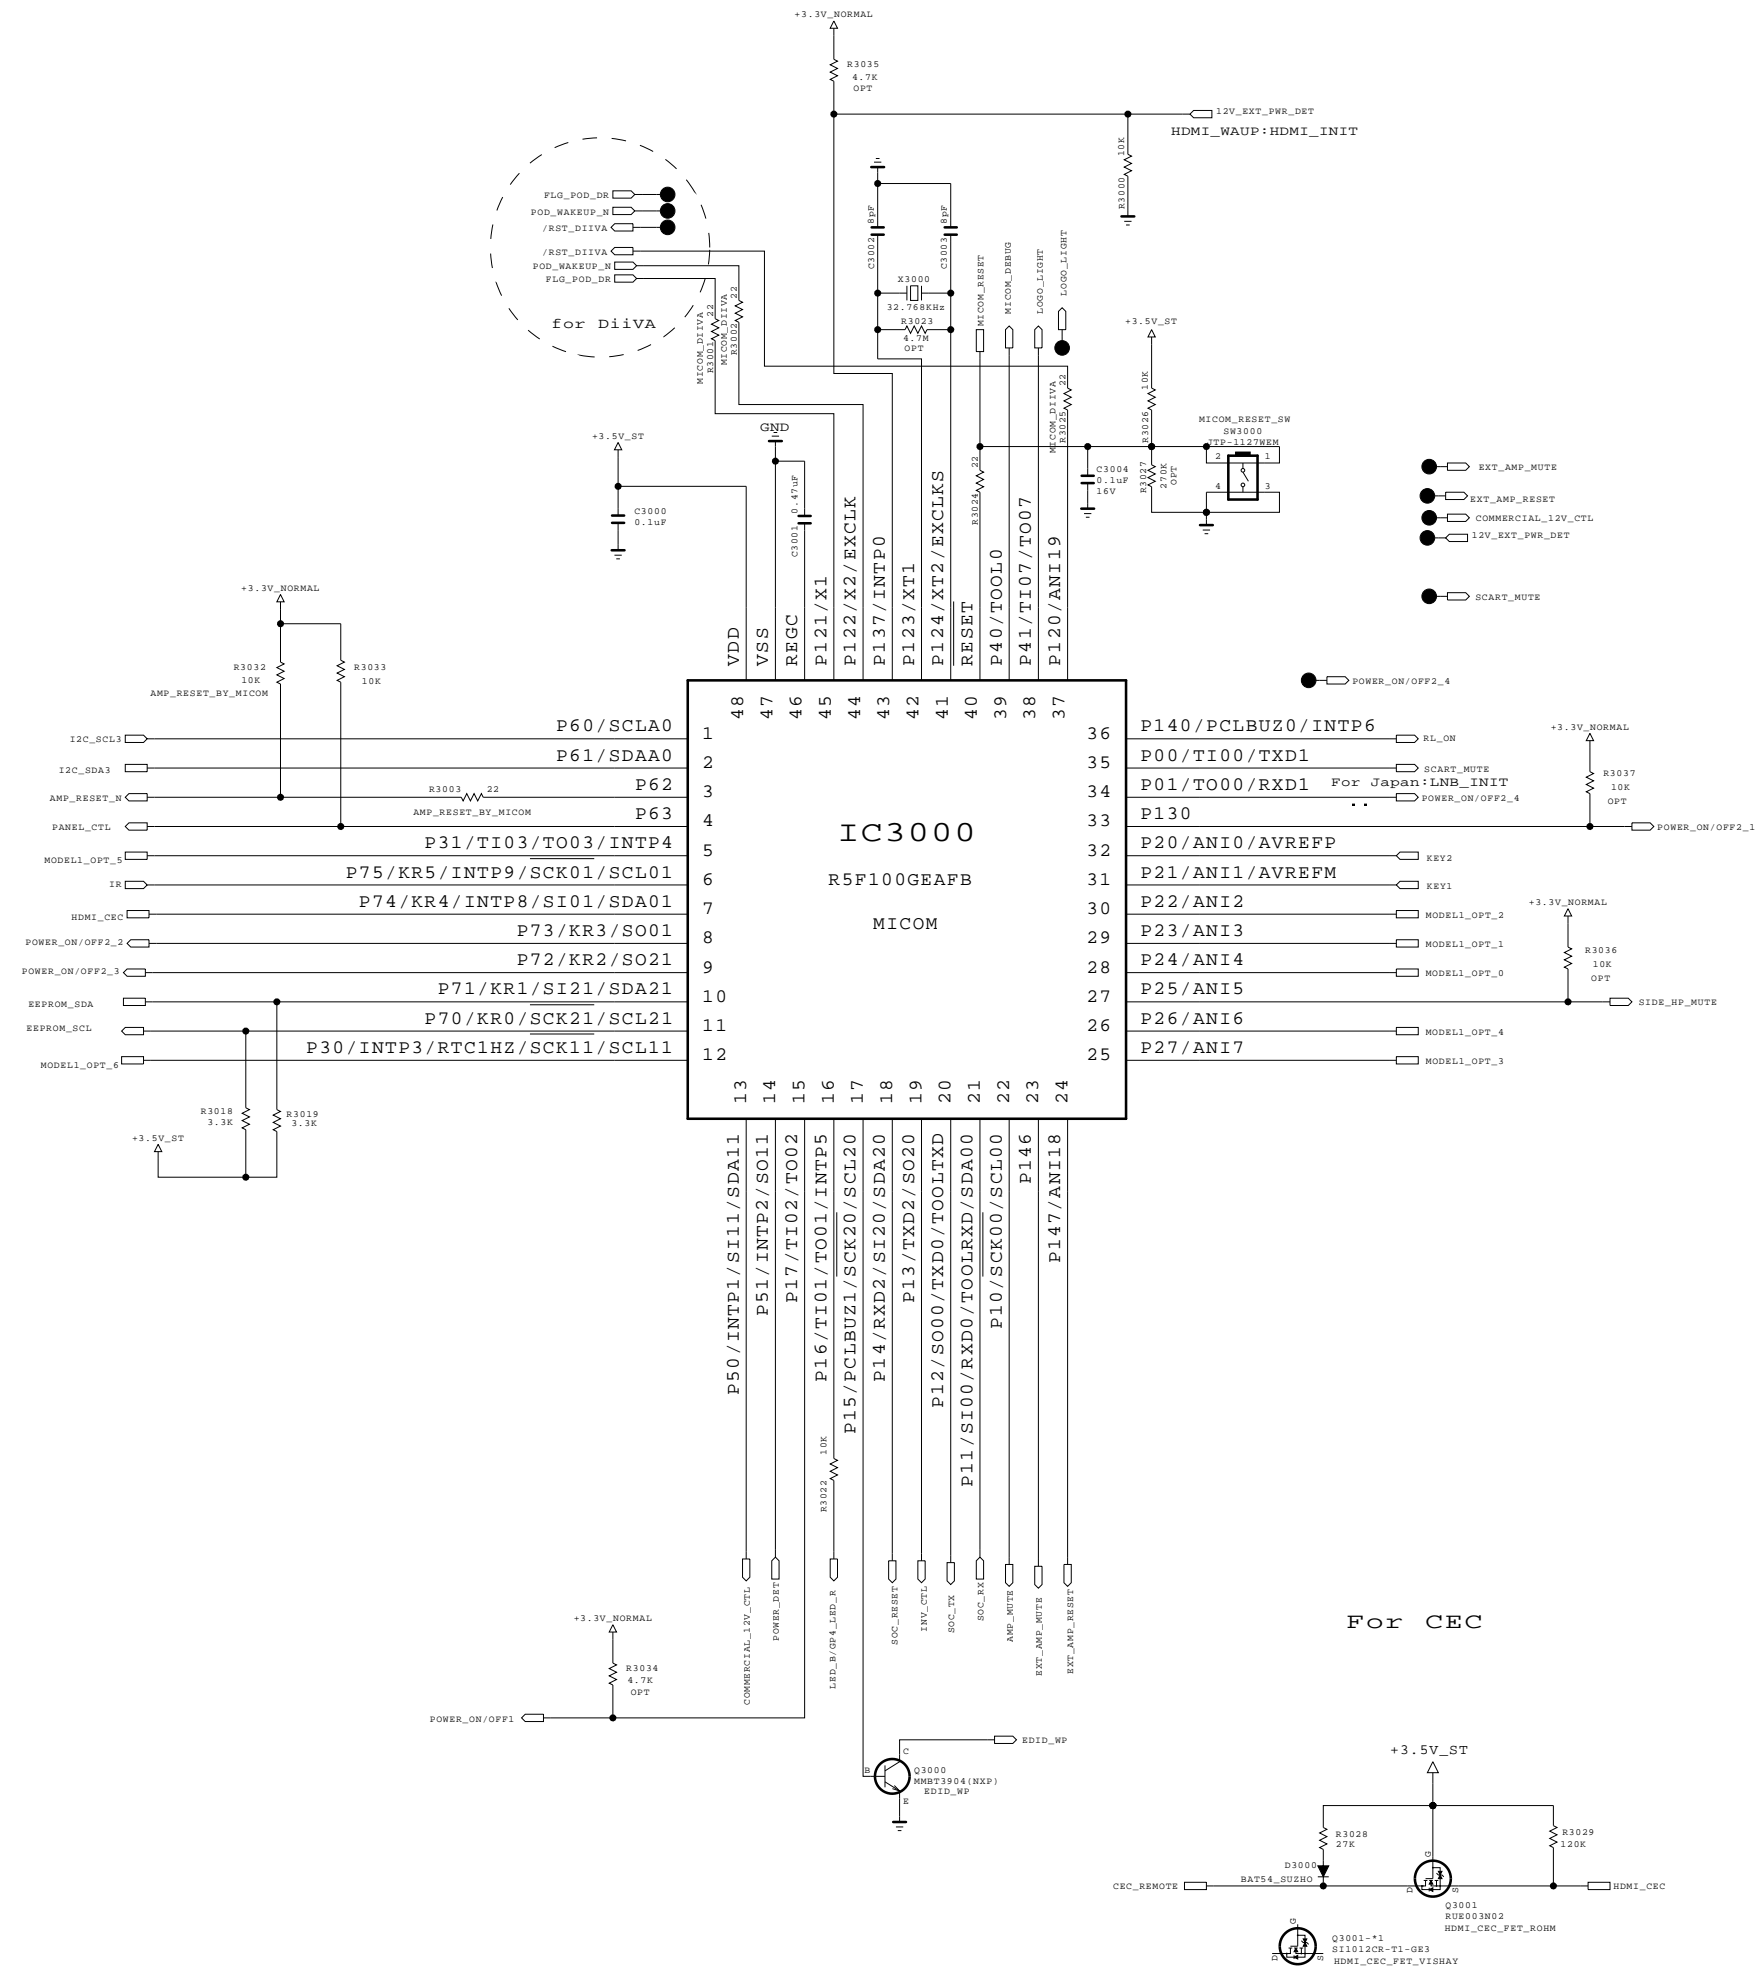 +3.3V_NORMAL
R3035
4.7K
OPT
12V_EXT_PWR_DET
HDMI_WAUP:HDMI_INIT
10K
R3000
FLG_POD_DR
POD_WAKEUP_N
/RST_DIIVA
/RST_DIIVA
POD_WAKEUP_N
FLG_POD_DR
for DiiVA
MICOM_DIIVA
R3001
22
MICOM_DIIVA
R3002
22
C3002
8pF
C3003
8pF
X3000
32.768KHz
R3023
4.7M
OPT
MICOM_RESET
MICOM_DEBUG
LOGO_LIGHT
LOGO_LIGHT
+3.5V_ST
MICOM_DIIVA
R3025
22
R3026
10K
MICOM_RESET_SW
SW3000
JTP-1127WEM
2
1
4
3
R3024
22
C3004
0.1uF
16V
R3027
270K
OPT
+3.5V_ST
C3000
0.1uF
GND
C3001
0.47uF
EXT_AMP_MUTE
EXT_AMP_RESET
COMMERCIAL_12V_CTL
12V_EXT_PWR_DET
SCART_MUTE
POWER_ON/OFF2_4
VDD
VSS
REGC
P121/X1
P122/X2/EXCLK
P137/INTP0
P123/XT1
P124/XT2/EXCLKS
RESET
P40/TOOL0
P41/TI07/TO07
P120/ANI19
48
47
46
45
44
43
42
41
40
39
38
37
+3.3V_NORMAL
R3032
10K
AMP_RESET_BY_MICOM
R3033
10K
I2C_SCL3
P60/SCLA0
1
I2C_SDA3
P61/SDAA0
2
AMP_RESET_N
R3003
22
AMP_RESET_BY_MICOM
P62
3
PANEL_CTL
P63
4
MODEL1_OPT_5
P31/TI03/TO03/INTP4
5
IR
P75/KR5/INTP9/SCK01/SCL01
6
HDMI_CEC
P74/KR4/INTP8/SI01/SDA01
7
POWER_ON/OFF2_2
P73/KR3/SO01
8
POWER_ON/OFF2_3
P72/KR2/SO21
9
EEPROM_SDA
P71/KR1/SI21/SDA21
10
EEPROM_SCL
P70/KR0/SCK21/SCL21
11
MODEL1_OPT_6
P30/INTP3/RTC1HZ/SCK11/SCL11
12
R3018
3.3K
R3019
3.3K
+3.5V_ST
IC3000
R5F100GEAFB
MICOM
36
P140/PCLBUZ0/INTP6
RL_ON
35
P00/TI00/TXD1
SCART_MUTE
For Japan:LNB_INIT
34
P01/TO00/RXD1
POWER_ON/OFF2_4
33
P130
POWER_ON/OFF2_1
+3.3V_NORMAL
R3037
10K
OPT
32
P20/ANI0/AVREFP
KEY2
31
P21/ANI1/AVREFM
KEY1
30
P22/ANI2
MODEL1_OPT_2
29
P23/ANI3
MODEL1_OPT_1
28
P24/ANI4
MODEL1_OPT_0
27
P25/ANI5
SIDE_HP_MUTE
+3.3V_NORMAL
R3036
10K
OPT
26
P26/ANI6
MODEL1_OPT_4
25
P27/ANI7
MODEL1_OPT_3
13
14
15
16
17
18
19
20
21
22
23
24
P50/INTP1/SI11/SDA11
P51/INTP2/SO11
P17/TI02/TO02
P16/TI01/TO01/INTP5
P15/PCLBUZ1/SCK20/SCL20
P14/RXD2/SI20/SDA20
P13/TXD2/SO20
P12/SO00/TXD0/TOOLTXD
P11/SI00/RXD0/TOOLRXD/SDA00
P10/SCK00/SCL00
P146
P147/ANI18
R3022
10K
COMMERCIAL_12V_CTL
POWER_DET
LED_B/GP4_LED_R
SOC_RESET
INV_CTL
SOC_TX
SOC_RX
AMP_MUTE
EXT_AMP_MUTE
EXT_AMP_RESET
+3.3V_NORMAL
R3034
4.7K
OPT
POWER_ON/OFF1
EDID_WP
C
B
E
Q3000
MMBT3904(NXP)
EDID_WP
For CEC
+3.5V_ST
R3028
27K
R3029
120K
D3000
BAT54_SUZHO
CEC_REMOTE
G
D
S
HDMI_CEC
Q3001
RUE003N02
HDMI_CEC_FET_ROHM
G
D
S
Q3001-*1
SI1012CR-T1-GE3
HDMI_CEC_FET_VISHAY